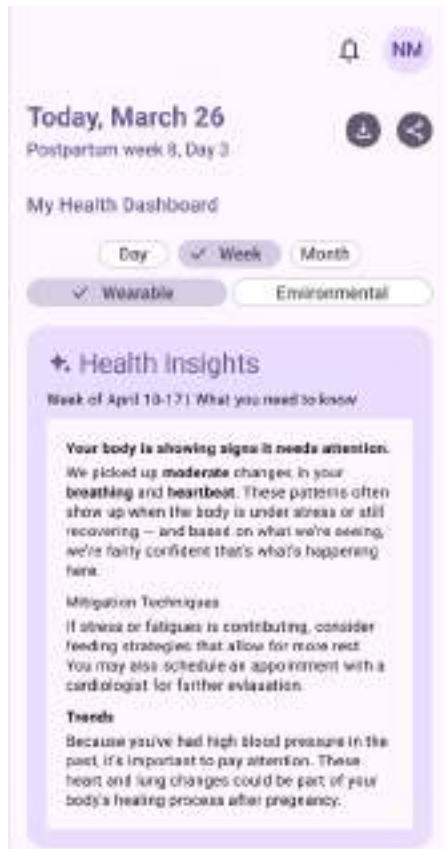 NM
Today, March 26
Postpartum week 8, Day 3
My Health Dashboard
Day ✓ Week Month
✓ Wearable Environmental
Health Insights
Week of April 10-17 | What you need to know
Your body is showing signs it needs attention.
We picked up moderate changes in your
breathing and heartbeat. These patterns often
show up when the body is under stress or still
recovering — and based on what we're seeing,
we're fairly confident that's what's happening
here.
Mitigation Techniques
If stress or fatigues is contributing, consider
feeding strategies that allow for more rest.
You may also schedule an appointment with a
cardiologist for farther evlauation.
Trends
Because you've had high blood pressure in the
past, it's important to pay attention. These
heart and lung changes could be part of your
body's healing process after pregnancy.